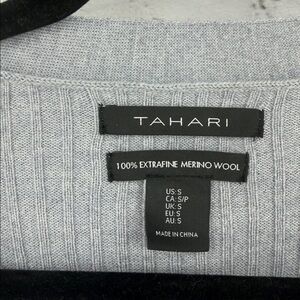 TAHARI
100% EXTRAFINE MERINO WOOL
US: S
CA: S/P
UK: S
EU: S
AU: S
MADE IN CHINA